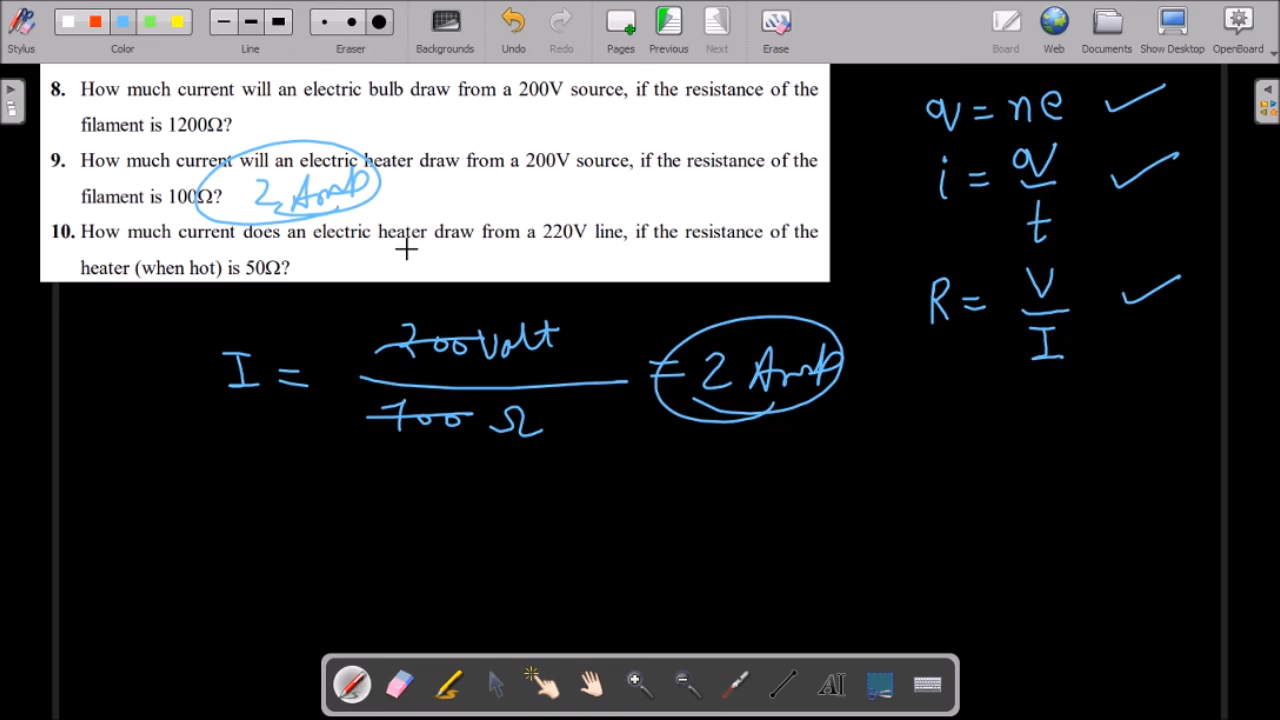 Stylus Color Line Eraser Backgrounds Undo Redo Pages Previous Next Erase Board Web Documents Show Desktop OpenBoard
8. How much current will an electric bulb draw from a 200V source, if the resistance of the
filament is 1200Ω?
9. How much current will an electric heater draw from a 200V source, if the resistance of the
filament is 100Ω? 2 Amp
10. How much current does an electric heater draw from a 220V line, if the resistance of the
heater (when hot) is 50Ω?
q = ne ✓
i = q/t ✓
R = V/I ✓
I = 200 Volt / 100 Ω = 2 Amp
AI